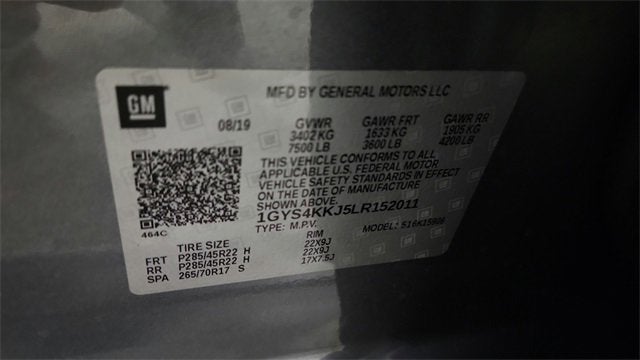 GM
MFD BY GENERAL MOTORS LLC
08/19 GVWR GAWR FRT GAWR RR
3402 KG 1633 KG 1905 KG
7500 LB 3600 LB 4200 LB
THIS VEHICLE CONFORMS TO ALL
APPLICABLE U.S. FEDERAL MOTOR
VEHICLE SAFETY STANDARDS IN EFFECT
ON THE DATE OF MANUFACTURE
SHOWN ABOVE.
1GYS4KKJ5LR152011
464C TYPE: M.P.V. MODEL:
TIRE SIZE RIM
FRT P285/45R22 H 22X9J
RR P285/45R22 H 22X9J
SPA 265/70R17 S 17X7.5J